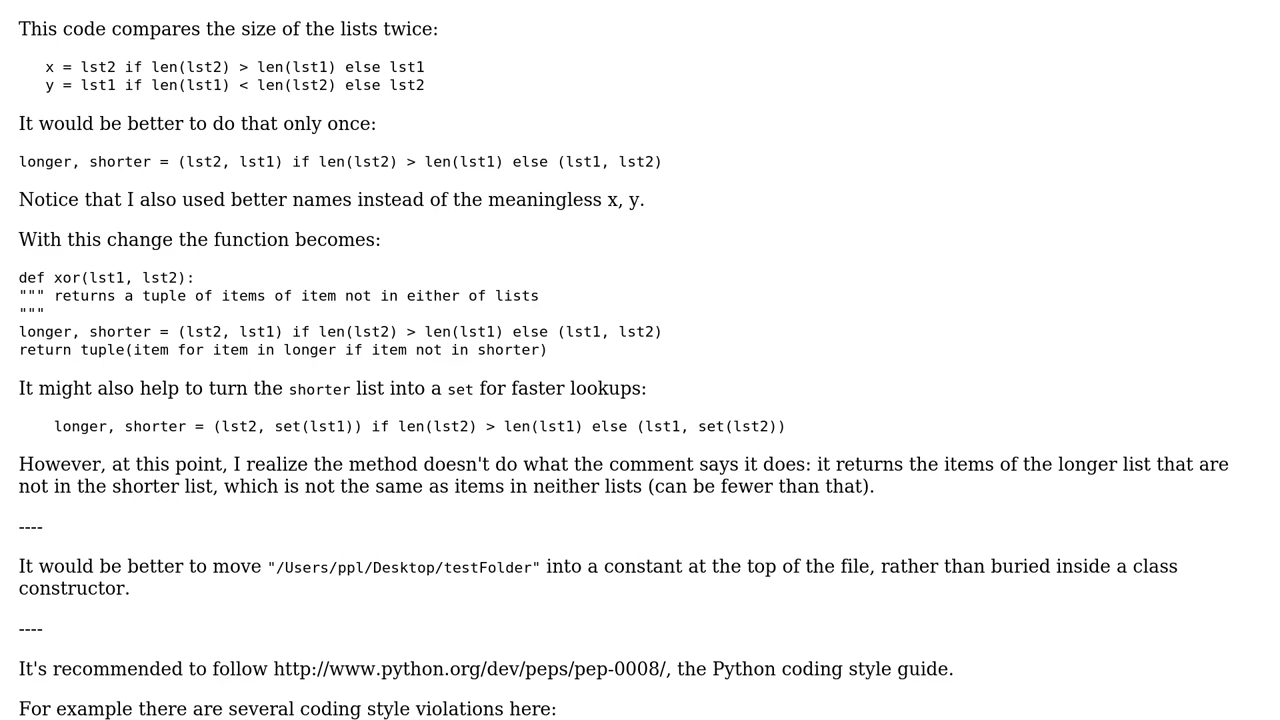 This code compares the size of the lists twice:
x = lst2 if len(lst2) > len(lst1) else lst1
y = lst1 if len(lst1) < len(lst2) else lst2
It would be better to do that only once:
longer, shorter = (lst2, lst1) if len(lst2) > len(lst1) else (lst1, lst2)
Notice that I also used better names instead of the meaningless x, y.
With this change the function becomes:
def xor(lst1, lst2):
""" returns a tuple of items of item not in either of lists
"""
longer, shorter = (lst2, lst1) if len(lst2) > len(lst1) else (lst1, lst2)
return tuple(item for item in longer if item not in shorter)
It might also help to turn the shorter list into a set for faster lookups:
longer, shorter = (lst2, set(lst1)) if len(lst2) > len(lst1) else (lst1, set(lst2))
However, at this point, I realize the method doesn't do what the comment says it does: it returns the items of the longer list that are
not in the shorter list, which is not the same as items in neither lists (can be fewer than that).
----
It would be better to move "/Users/ppl/Desktop/testFolder" into a constant at the top of the file, rather than buried inside a class
constructor.
----
It's recommended to follow http://www.python.org/dev/peps/pep-0008/, the Python coding style guide.
For example there are several coding style violations here: